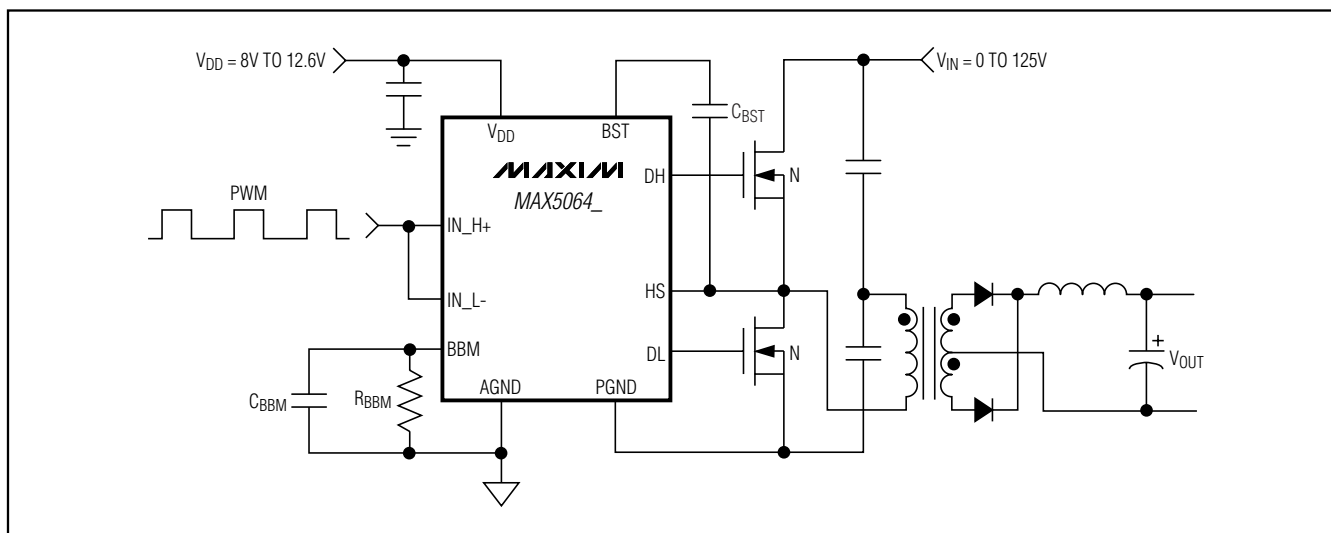 V_DD = 8V TO 12.6V
V_IN = 0 TO 125V
C_BST
V_DD
BST
MAXIM
MAX5064_
DH
N
PWM
IN_H+
IN_L-
HS
BBM
DL
N
V_OUT
+
C_BBM
R_BBM
AGND
PGND